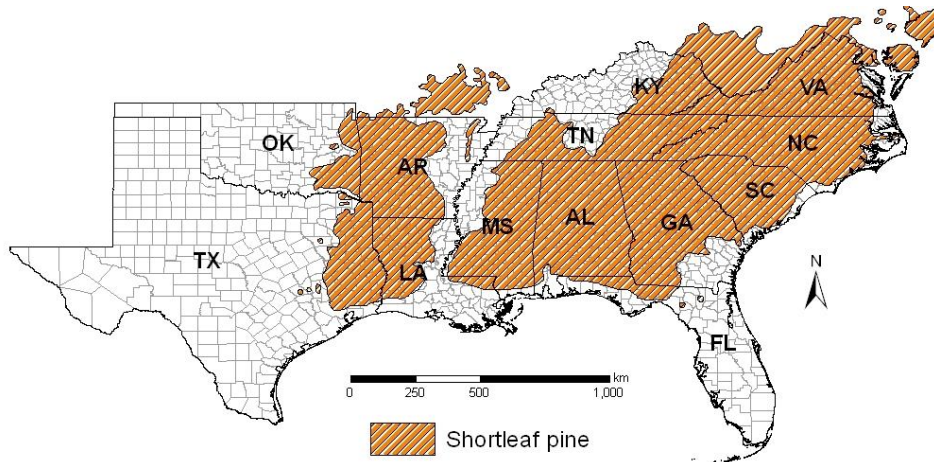 KY
VA
OK
TN
NC
AR
SC
MS
AL
GA
TX
LA
N
FL
km
0 250 500 1,000
Shortleaf pine